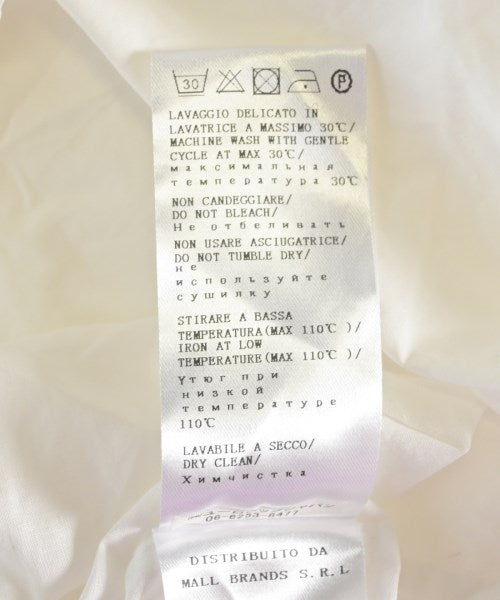 30
P
LAVAGGIO DELICATO IN
LAVATRICE A MASSIMO 30℃/
MACHINE WASH WITH GENTLE
CYCLE AT MAX 30℃/
максимальная
температура 30℃
NON CANDEGGIARE/
DO NOT BLEACH/
Не отбеливать
NON USARE ASCIUGATRICE/
DO NOT TUMBLE DRY/
не
используйте
сушилку
STIRARE A BASSA
TEMPERATURA(MAX 110℃ )/
IRON AT LOW
TEMPERATURE(MAX 110℃ )/
Утюг при
низкой
температуре
110℃
LAVABILE A SECCO/
DRY CLEAN/
Химчистка
06-6233-8477
DISTRIBUITO DA
MALL BRANDS S.R.L